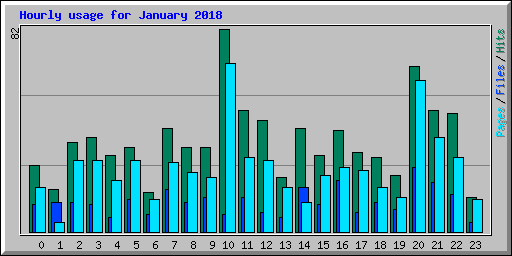 Hourly usage for January 2018
82
Pages/Files/Hits
0 1 2 3 4 5 6 7 8 9 10 11 12 13 14 15 16 17 18 19 20 21 22 23